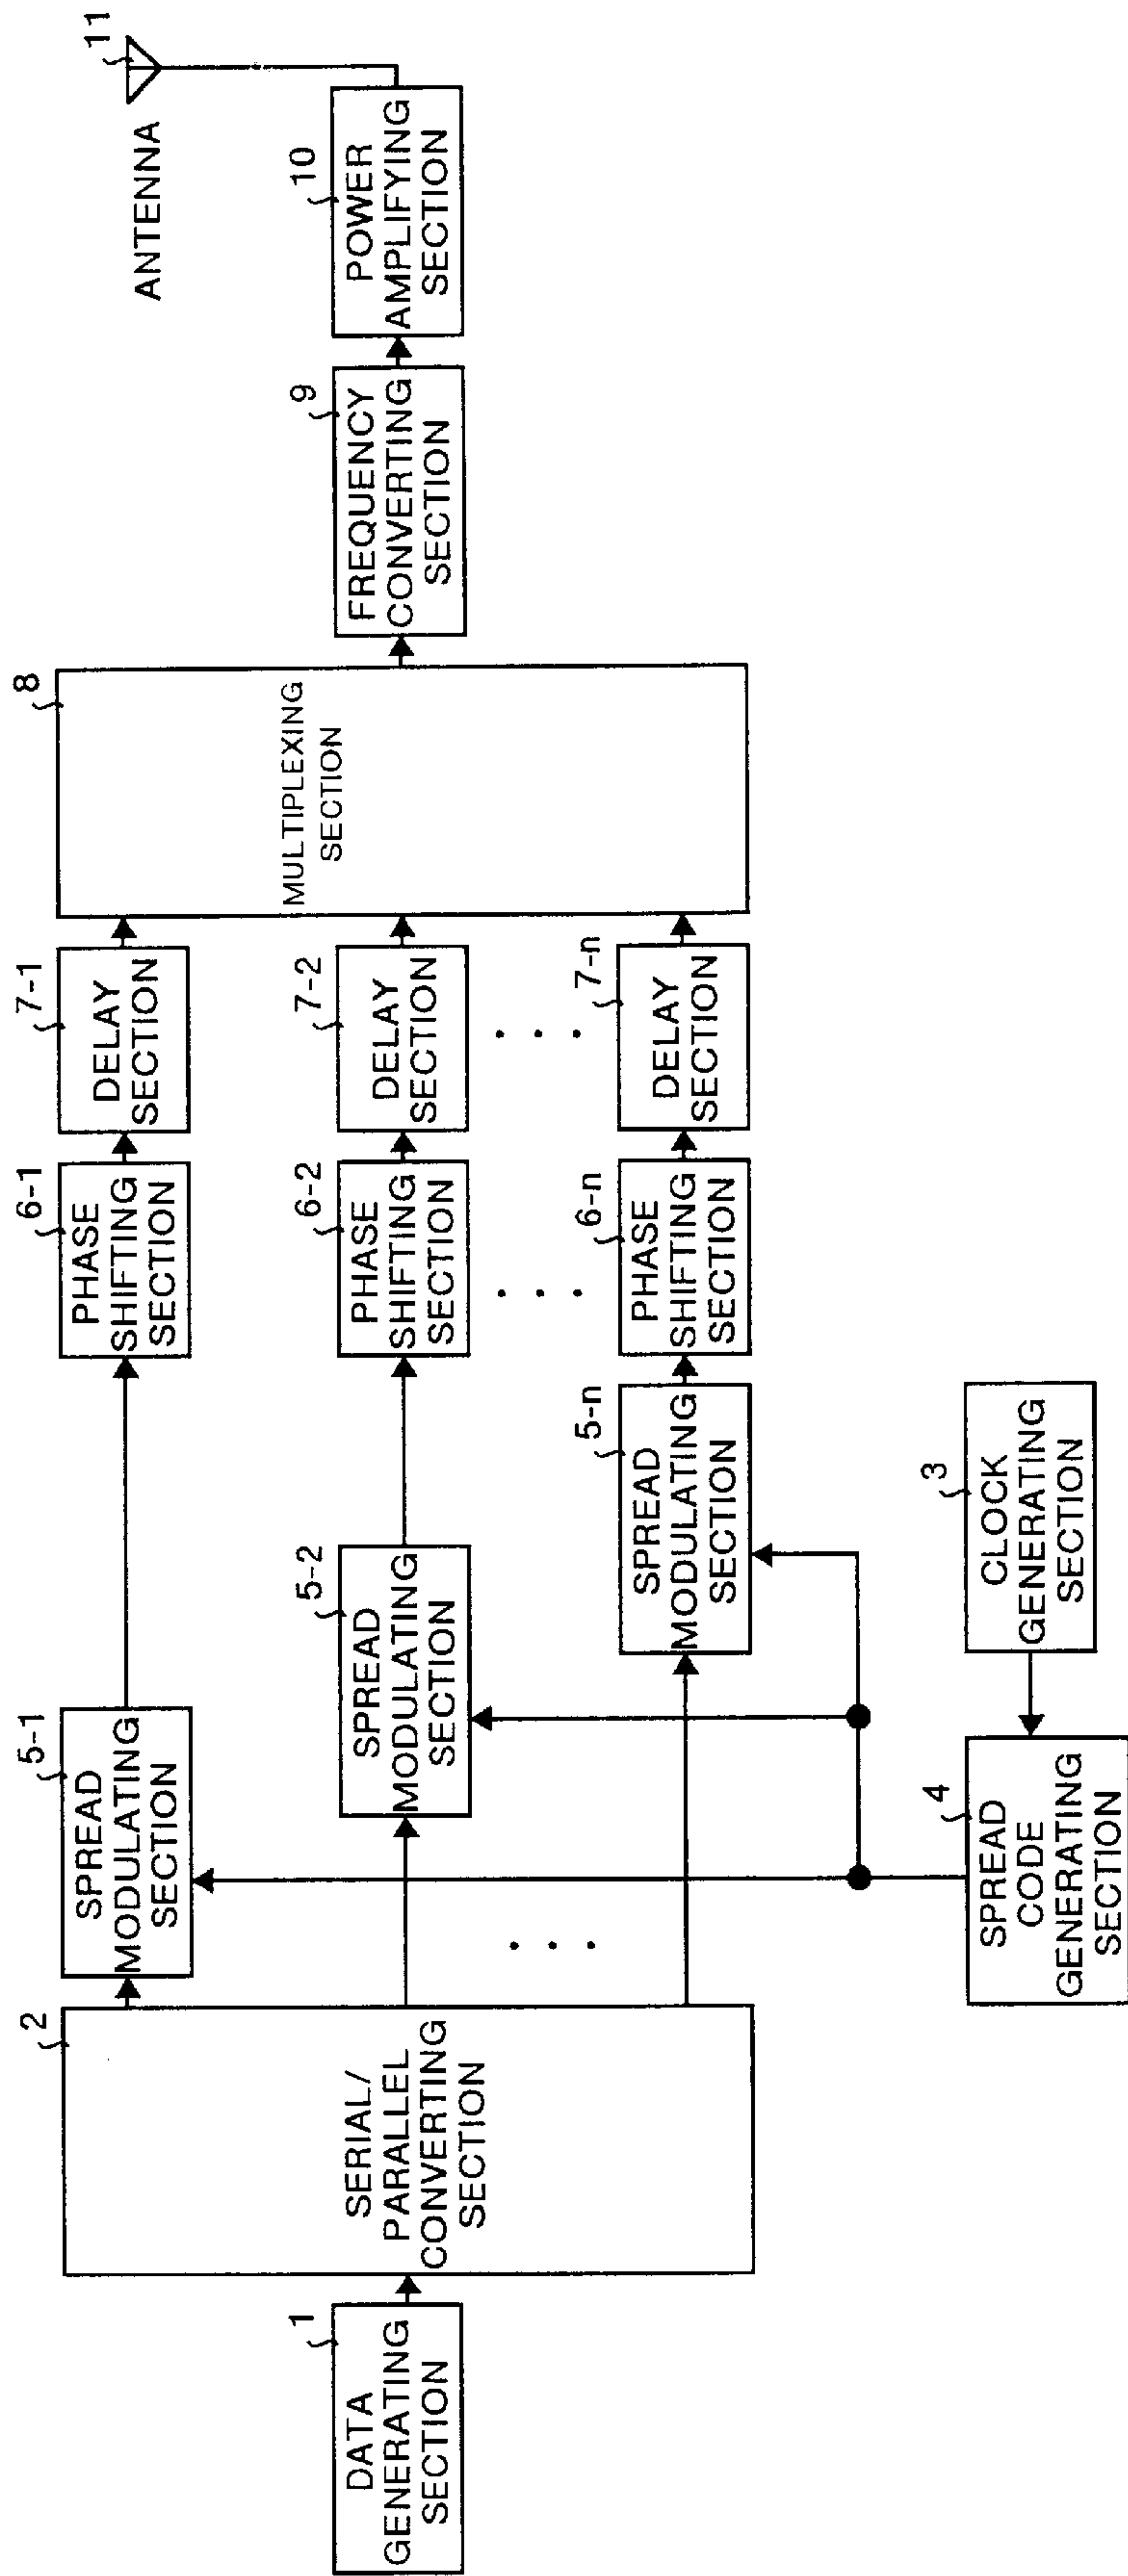 1
DATA
GENERATING
SECTION
2
SERIAL/
PARALLEL
CONVERTING
SECTION
5-1
SPREAD
MODULATING
SECTION
5-2
SPREAD
MODULATING
SECTION
5-n
SPREAD
MODULATING
SECTION
. . .
4
SPREAD
CODE
GENERATING
SECTION
3
CLOCK
GENERATING
SECTION
6-1
PHASE
SHIFTING
SECTION
6-2
PHASE
SHIFTING
SECTION
. . .
6-n
PHASE
SHIFTING
SECTION
7-1
DELAY
SECTION
7-2
DELAY
SECTION
. . .
7-n
DELAY
SECTION
8
MULTIPLEXING
SECTION
9
FREQUENCY
CONVERTING
SECTION
10
POWER
AMPLIFYING
SECTION
ANTENNA
11